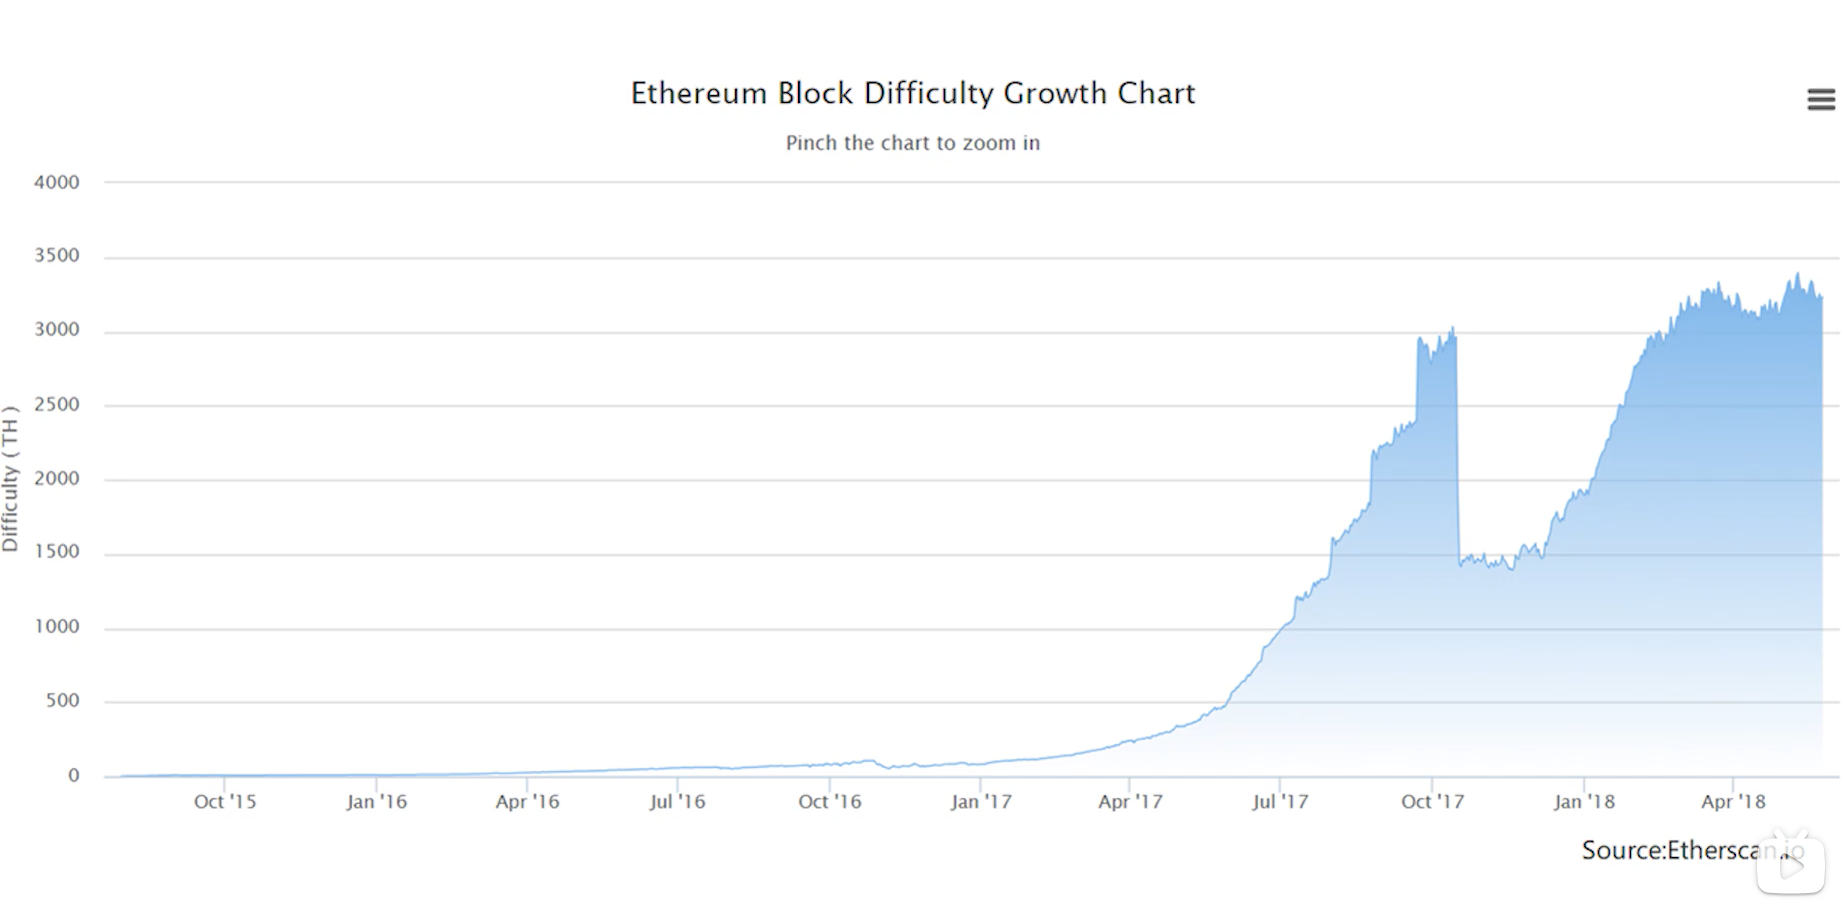 Ethereum Block Difficulty Growth Chart
Pinch the chart to zoom in
4000
3500
3000
2500
2000
1500
1000
500
0
Difficulty ( TH )
Oct '15
Jan '16
Apr '16
Jul '16
Oct '16
Jan '17
Apr '17
Jul '17
Oct '17
Jan '18
Apr '18
Source:Etherscan.io